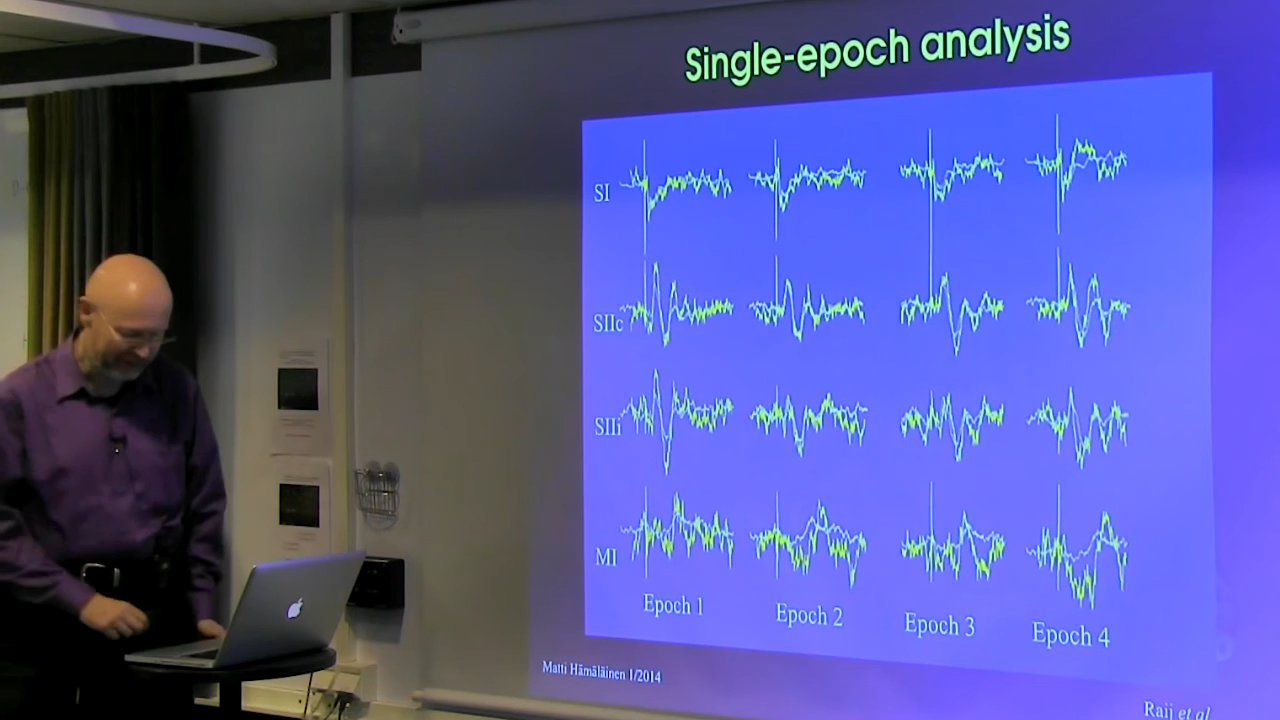 Single-epoch analysis
SI
SIIc
SIIi
MI
Epoch 1
Epoch 2
Epoch 3
Epoch 4
Matti Hämäläinen 1/2014
Raij et al